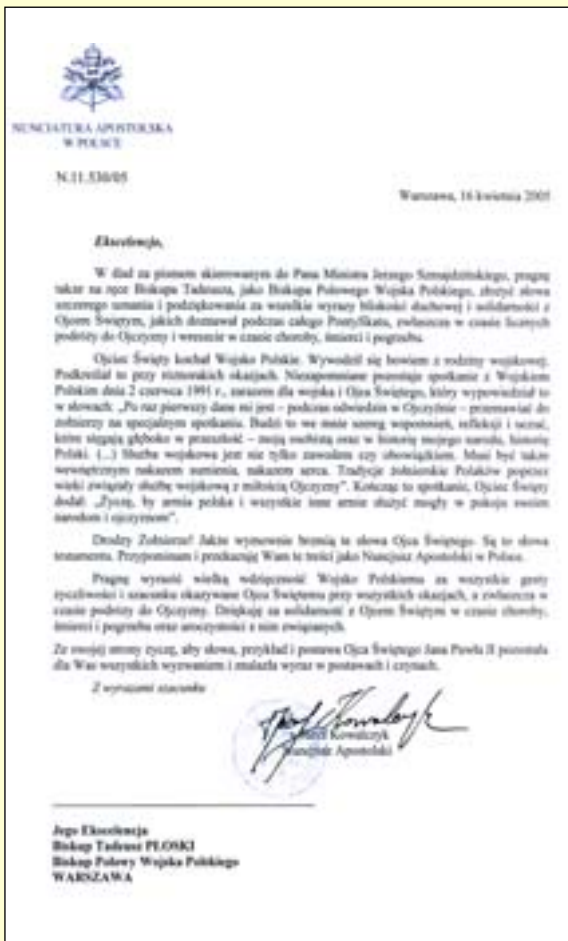 NUNCJATURA APOSTOLSKA
W POLSCE
N.11.530/05
Warszawa, 16 kwietnia 2005
Ekscelencjo,
W ślad za pismem skierowanym do Pana Ministra Jerzego Szmajdzińskiego, pragnę
także na ręce Biskupa Tadeusza, jako Biskupa Polowego Wojska Polskiego, złożyć słowa
szczerego uznania i podziękowania za wszelkie wyrazy bliskości duchowej i solidarności z
Ojcem Świętym, jakich doznawał podczas całego Pontyfikatu, zwłaszcza w czasie licznych
podróży do Ojczyzny i wreszcie w czasie choroby, śmierci i pogrzebu.
Ojciec Święty kochał Wojsko Polskie. Wywodził się bowiem z rodziny wojskowej.
Podkreślał to przy różnorakich okazjach. Niezapomniane pozostaje spotkanie z Wojskiem
Polskim dnia 2 czerwca 1991 r., zarazem dla wojska i Ojca Świętego, który wypowiedział to
w słowach: „Po raz pierwszy dane mi jest – podczas odwiedzin w Ojczyźnie – przemawiać do
żołnierzy na specjalnym spotkaniu. Budzi to we mnie szereg wspomnień, refleksji i uczuć,
które sięgają głęboko w przeszłość – moją osobistą oraz w historię mojego narodu, historię
Polski. (...) Służba wojskowa jest nie tylko zawodem czy obowiązkiem. Musi być także
wewnętrznym nakazem sumienia, nakazem serca. Tradycje żołnierskie Polaków poprzez
wieki związały służbę wojskową z miłością Ojczyzny”. Kończąc to spotkanie, Ojciec Święty
dodał: „Życzę, by armia polska i wszystkie inne armie służyć mogły w pokoju swoim
narodom i ojczyznom”.
Drodzy Żołnierze! Jakże wymownie brzmią te słowa Ojca Świętego. Są to słowa
testamentu. Przypominam i przekazuję Wam te treści jako Nuncjusz Apostolski w Polsce.
Pragnę wyrazić wielką wdzięczność Wojsku Polskiemu za wszystkie gesty
życzliwości i szacunku okazywane Ojcu Świętemu przy wszystkich okazjach, a zwłaszcza w
czasie podróży do Ojczyzny. Dziękuję za solidarność z Ojcem Świętym w czasie choroby,
śmierci i pogrzebu oraz uroczystości z nim związanych.
Ze swojej strony życzę, aby słowa, przykład i postawa Ojca Świętego Jana Pawła II pozostała
dla Was wszystkich wyzwaniem i znalazła wyraz w postawach i czynach.
Z wyrazami szacunku
Józef Kowalczyk
Nuncjusz Apostolski
Jego Ekscelencja
Biskup Tadeusz PŁOSKI
Biskup Polowy Wojska Polskiego
WARSZAWA